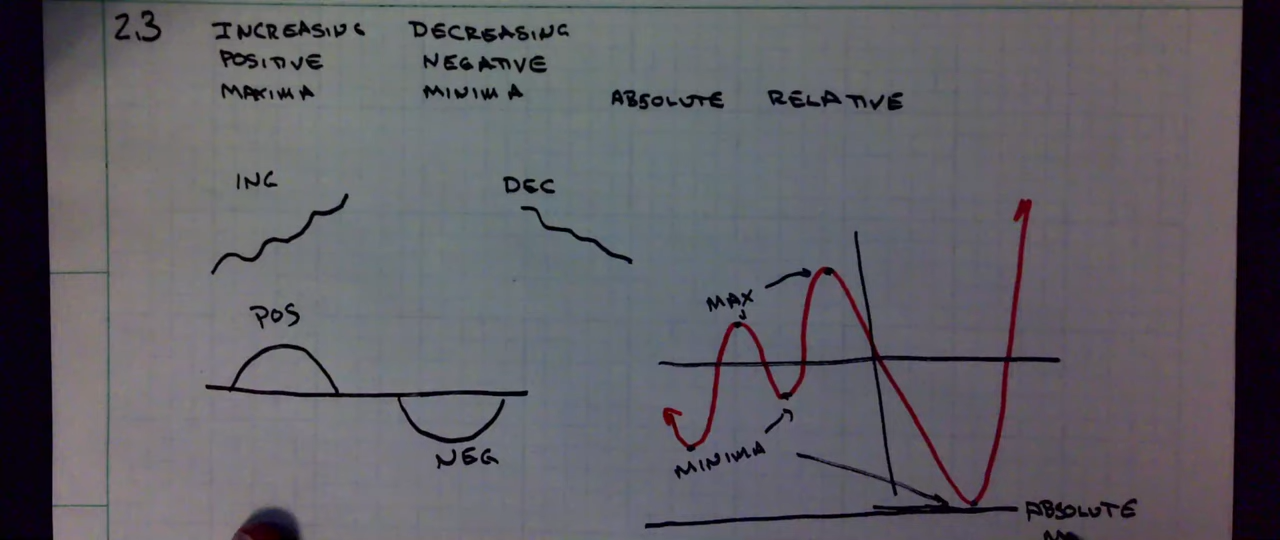 2.3 INCREASING DECREASING
POSITIVE NEGATIVE
MAXIMA MINIMA ABSOLUTE RELATIVE
INC DEC
POS
MAX
NEG
MINIMA
ABSOLUTE